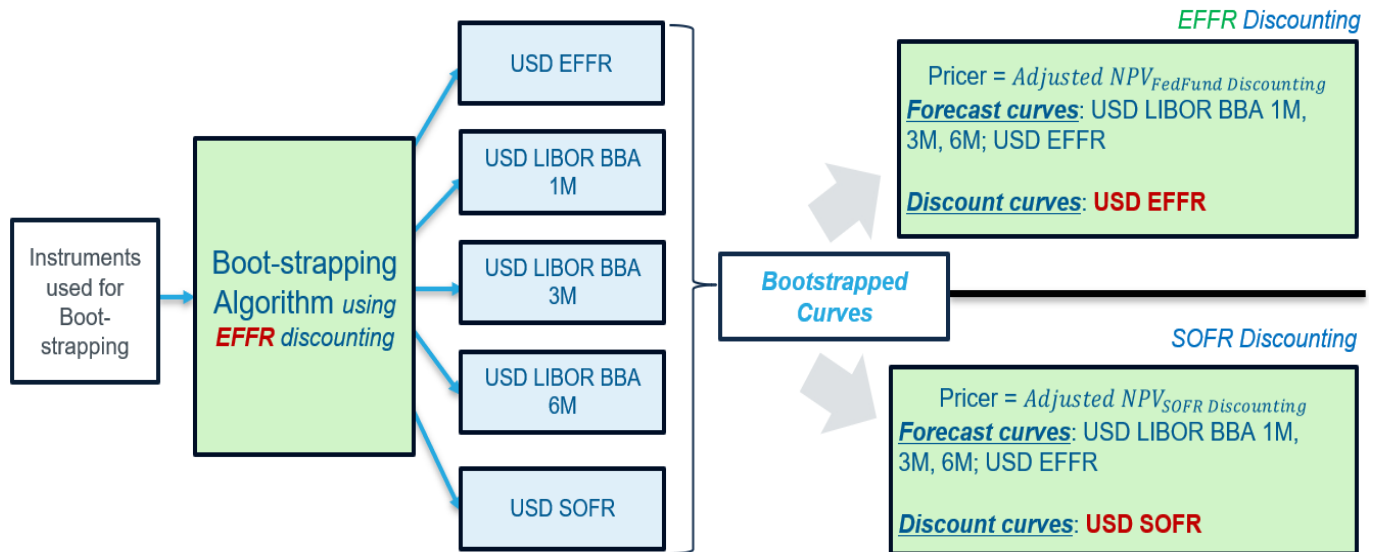 Instruments
used for
Boot-
strapping
Boot-strapping
Algorithm using
EFFR discounting
USD EFFR
USD LIBOR BBA
1M
USD LIBOR BBA
3M
USD LIBOR BBA
6M
USD SOFR
Bootstrapped
Curves
EFFR Discounting
Pricer = Adjusted NPV_FedFund Discounting
Forecast curves: USD LIBOR BBA 1M,
3M, 6M; USD EFFR
Discount curves: USD EFFR
SOFR Discounting
Pricer = Adjusted NPV_SOFR Discounting
Forecast curves: USD LIBOR BBA 1M,
3M, 6M; USD EFFR
Discount curves: USD SOFR